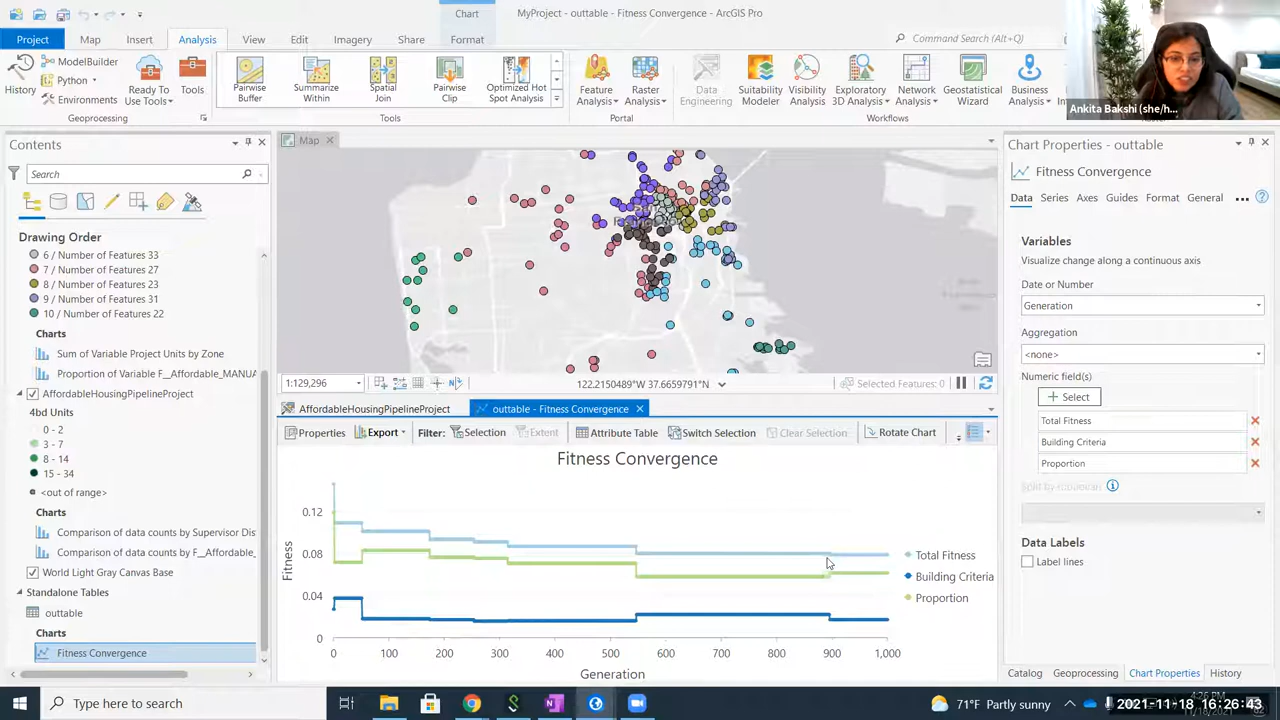 Chart
MyProject - outtable - Fitness Convergence - ArcGIS Pro
Project
Map
Insert
Analysis
View
Edit
Imagery
Share
Format
Command Search (Alt+Q)
History
ModelBuilder
Python
Environments
Ready To Use Tools
Tools
Pairwise Buffer
Summarize Within
Spatial Join
Pairwise Clip
Optimized Hot Spot Analysis
Feature Analysis
Raster Analysis
Data Engineering
Suitability Modeler
Visibility Analysis
Exploratory 3D Analysis
Network Analysis
Geostatistical Wizard
Business Analysis
Geoprocessing
Tools
Portal
Workflows
Ankita Bakshi (she/h...
Contents
Search
Drawing Order
6 / Number of Features 33
7 / Number of Features 27
8 / Number of Features 23
9 / Number of Features 31
10 / Number of Features 22
Charts
Sum of Variable Project Units by Zone
Proportion of Variable F__Affordable_MANUA
AffordableHousingPipelineProject
4bd Units
0 - 2
3 - 7
8 - 14
15 - 34
<out of range>
Charts
Comparison of data counts by Supervisor Dis
Comparison of data counts by F__Affordable_
World Light Gray Canvas Base
Standalone Tables
outtable
Charts
Fitness Convergence
Map
1:129,296
122.2150489°W 37.6659791°N
Selected Features: 0
AffordableHousingPipelineProject
outtable - Fitness Convergence
Properties
Export
Filter:
Selection
Extent
Attribute Table
Switch Selection
Clear Selection
Rotate Chart
Fitness Convergence
Fitness
0.12
0.08
0.04
0
0 100 200 300 400 500 600 700 800 900 1,000
Generation
Total Fitness
Building Criteria
Proportion
Chart Properties - outtable
Fitness Convergence
Data
Series
Axes
Guides
Format
General
Variables
Visualize change along a continuous axis
Date or Number
Generation
Aggregation
<none>
Numeric field(s)
Select
Total Fitness
Building Criteria
Proportion
Data Labels
Label lines
Catalog
Geoprocessing
Chart Properties
History
Type here to search
71°F Partly sunny
2021-11-18 16:26:43